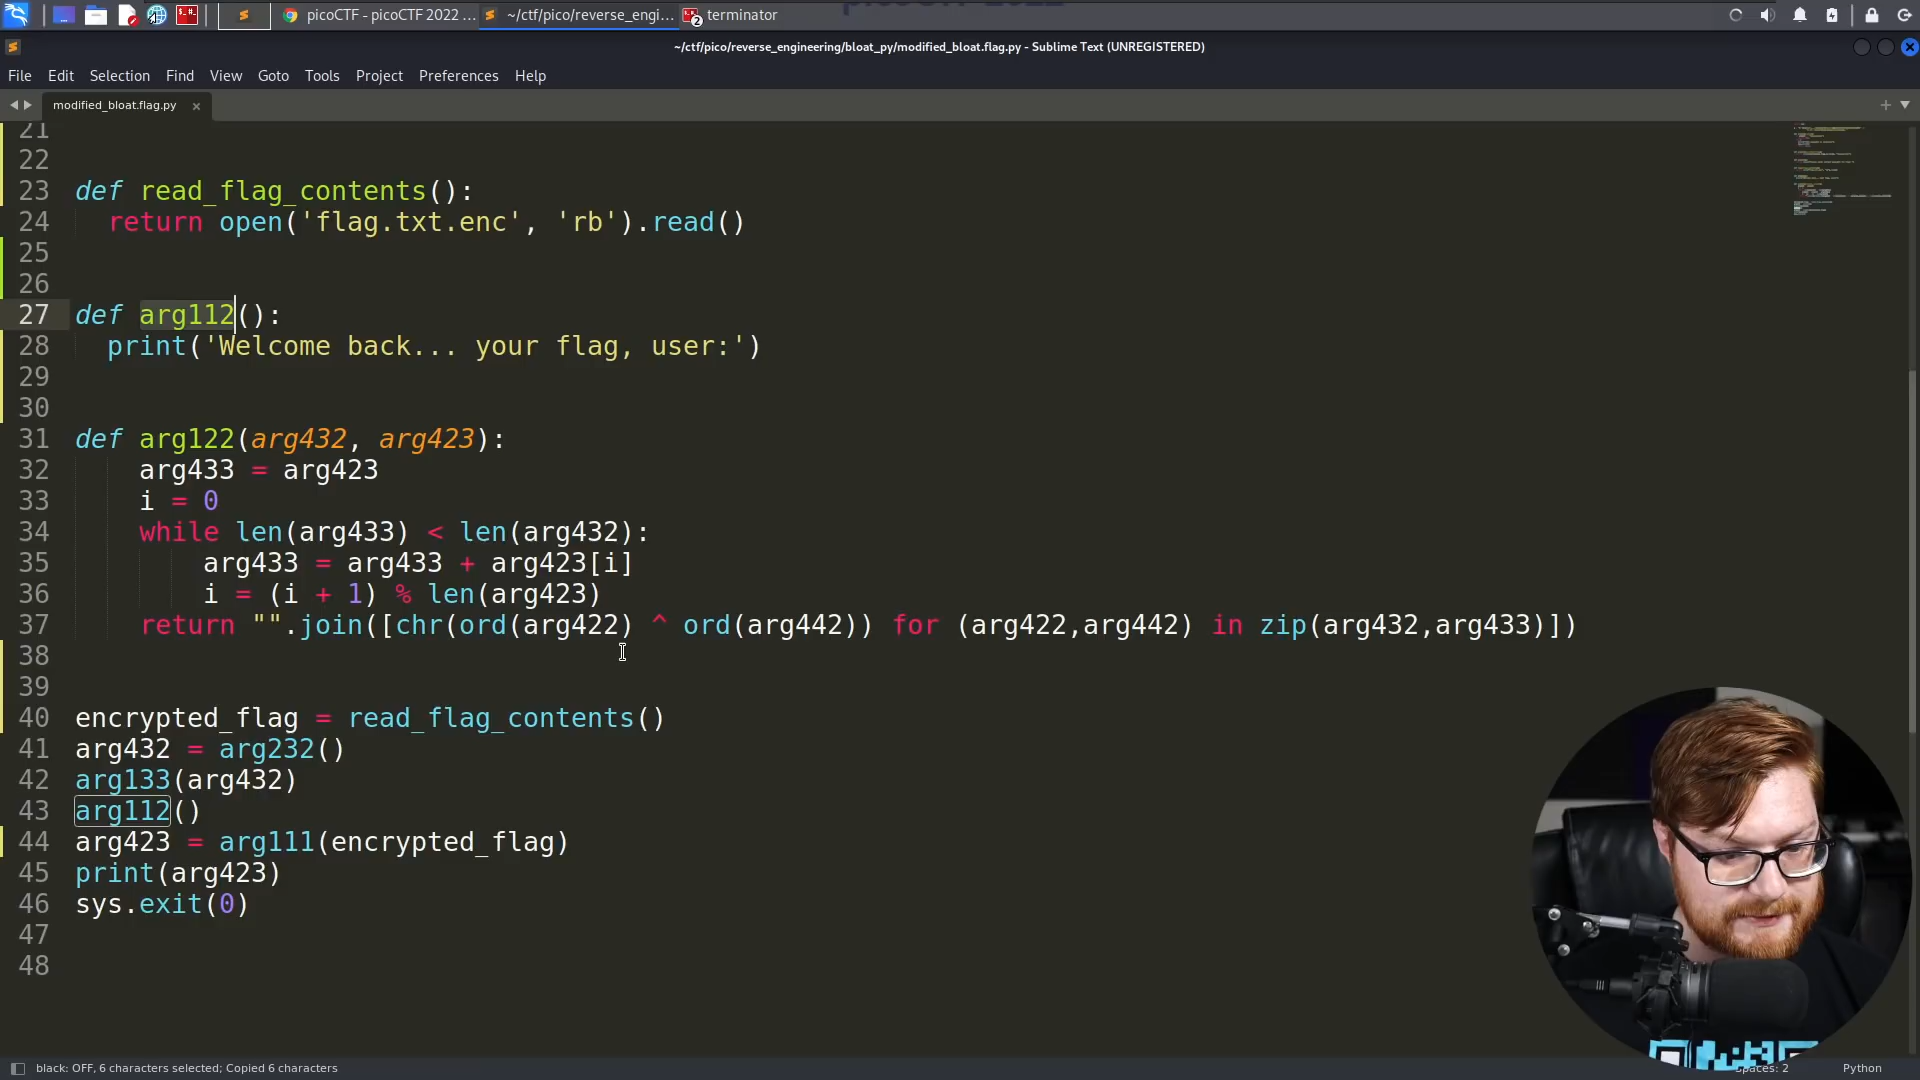 picoCTF - picoCTF 2022 ...
~/ctf/pico/reverse_engi...
2
terminator
~/ctf/pico/reverse_engineering/bloat_py/modified_bloat.flag.py - Sublime Text (UNREGISTERED)
File Edit Selection Find View Goto Tools Project Preferences Help
modified_bloat.flag.py
21
22
23 def read_flag_contents():
24 return open('flag.txt.enc', 'rb').read()
25
26
27 def arg112():
28 print('Welcome back... your flag, user:')
29
30
31 def arg122(arg432, arg423):
32 arg433 = arg423
33 i = 0
34 while len(arg433) < len(arg432):
35 arg433 = arg433 + arg423[i]
36 i = (i + 1) % len(arg423)
37 return "".join([chr(ord(arg422) ^ ord(arg442)) for (arg422,arg442) in zip(arg432,arg433)])
38
39
40 encrypted_flag = read_flag_contents()
41 arg432 = arg232()
42 arg133(arg432)
43 arg112()
44 arg423 = arg111(encrypted_flag)
45 print(arg423)
46 sys.exit(0)
47
48
black: OFF, 6 characters selected; Copied 6 characters
Spaces: 2
Python